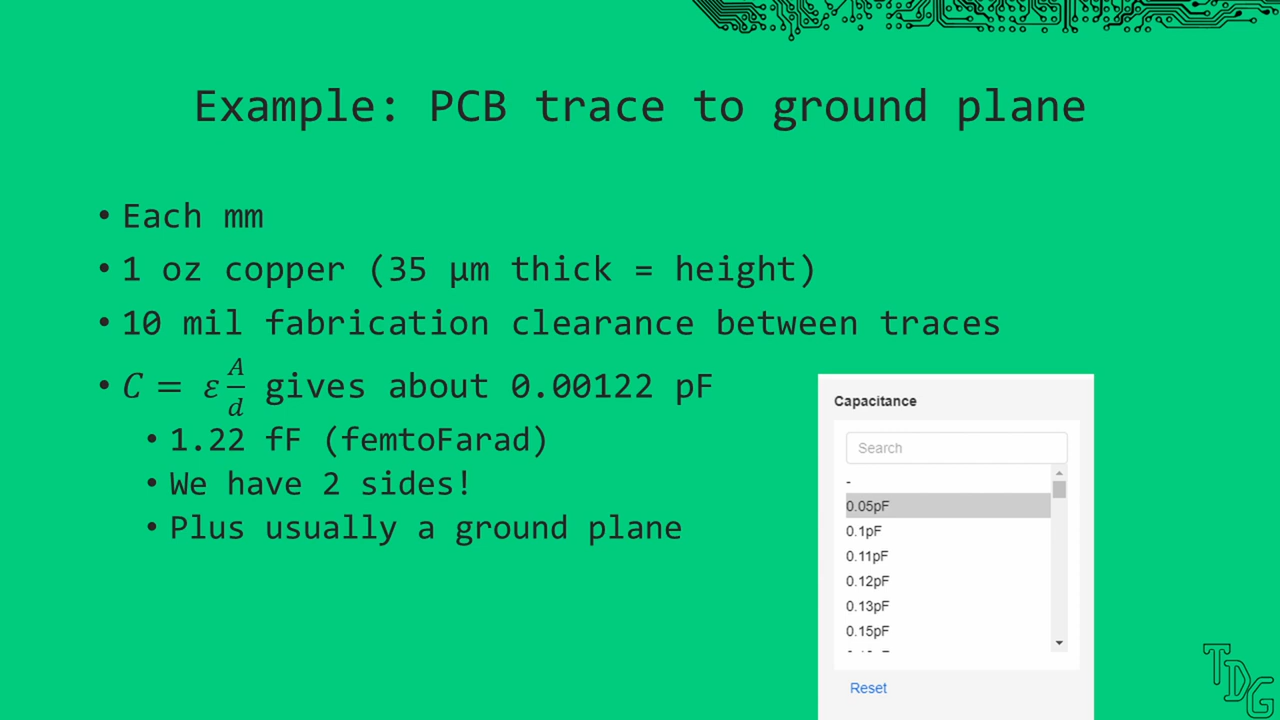 Example: PCB trace to ground plane
• Each mm
• 1 oz copper (35 µm thick = height)
• 10 mil fabrication clearance between traces
• C = ε A/d gives about 0.00122 pF
• 1.22 fF (femtoFarad)
• We have 2 sides!
• Plus usually a ground plane
Capacitance
Search
-
0.05pF
0.1pF
0.11pF
0.12pF
0.13pF
0.15pF
Reset
TDG